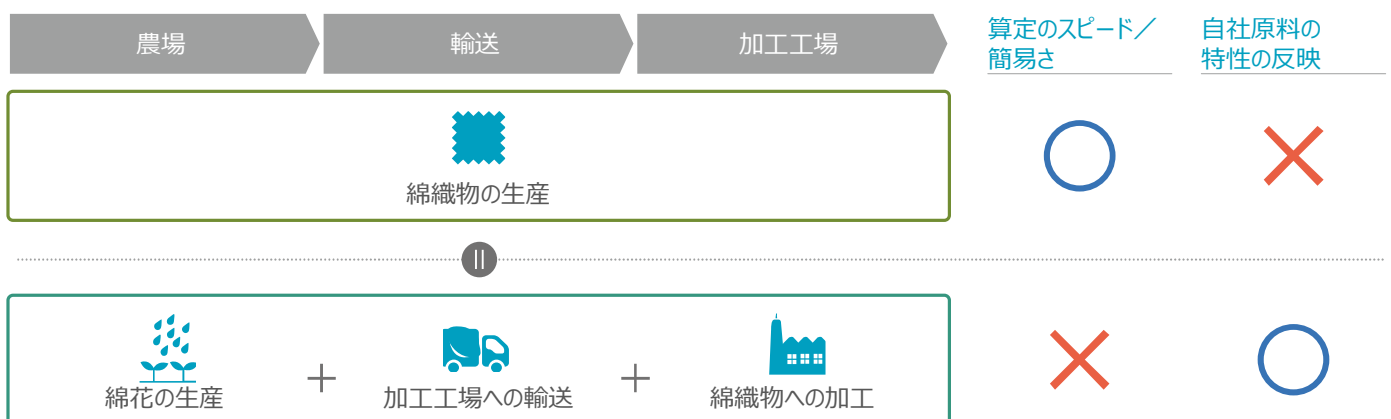 農場
輸送
加工工場
算定のスピード／
簡易さ
自社原料の
特性の反映
綿織物の生産
綿花の生産
+
加工工場への輸送
+
綿織物への加工